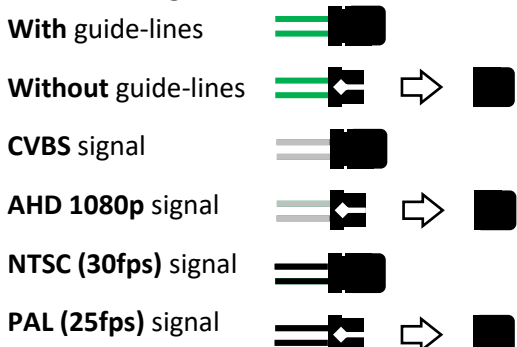 With guide-lines
Without guide-lines
CVBS signal
AHD 1080p signal
NTSC (30fps) signal
PAL (25fps) signal